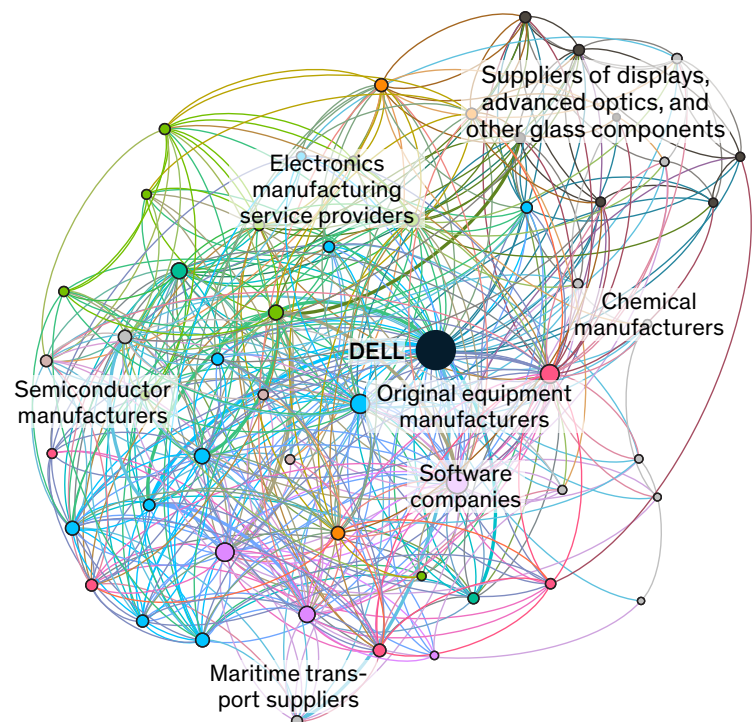 Suppliers of displays,
advanced optics, and
other glass components
Electronics
manufacturing
service providers
Chemical
manufacturers
DELL
Semiconductor
manufacturers
Original equipment
manufacturers
Software
companies
Maritime trans-
port suppliers